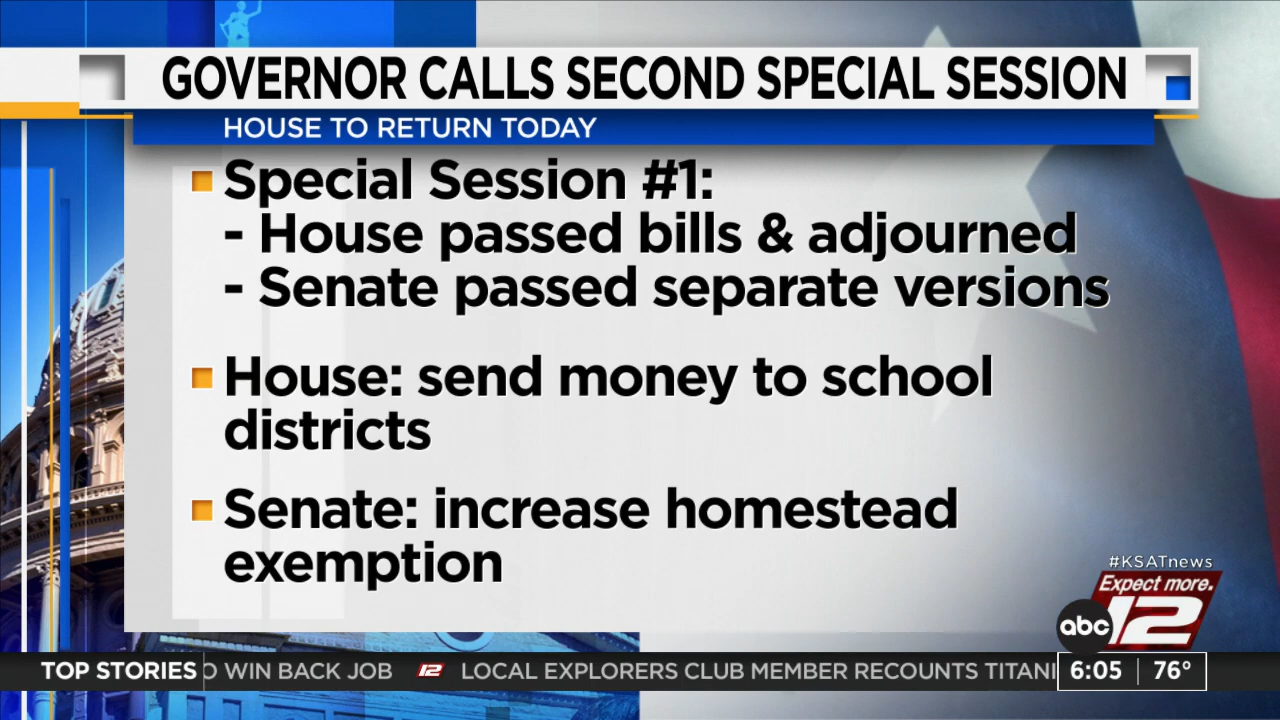 GOVERNOR CALLS SECOND SPECIAL SESSION
HOUSE TO RETURN TODAY
Special Session #1:
- House passed bills & adjourned
- Senate passed separate versions
House: send money to school
districts
Senate: increase homestead
exemption
#KSATnews
Expect more.
abc 12
TOP STORIES O WIN BACK JOB 12 LOCAL EXPLORERS CLUB MEMBER RECOUNTS TITANI 6:05 76°